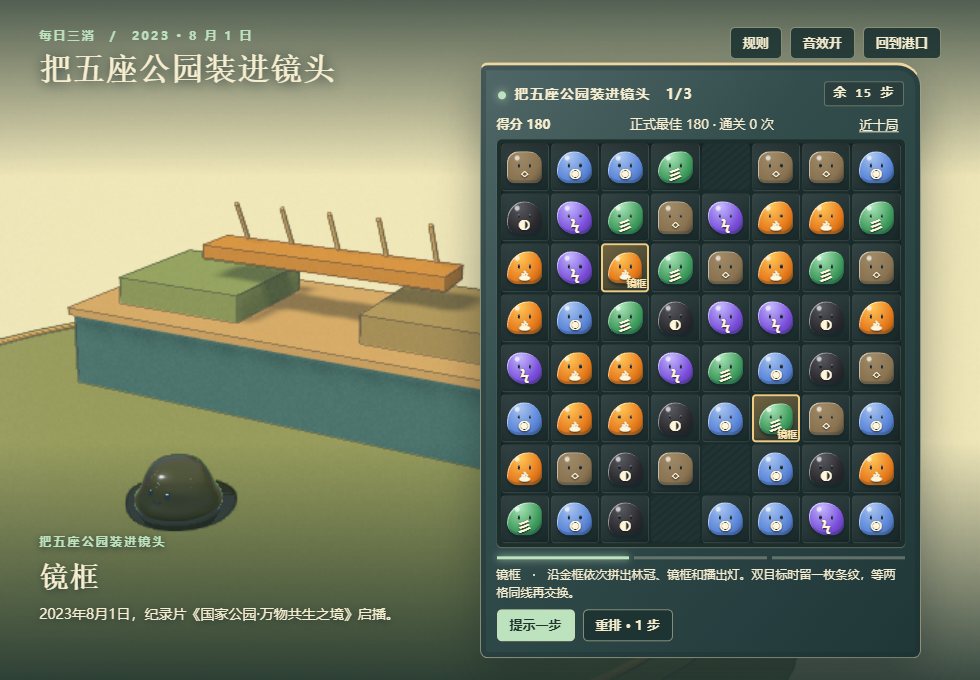 每日三消 / 2023·8月1日
把五座公园装进镜头
规则
音效开
回到港口
把五座公园装进镜头 1/3
余 15 步
得分 180
正式最佳 180·通关 0 次
近十局
镜框
镜框
镜框 · 沿金框依次拼出林冠、镜框和播出灯。双目标时留一枚条纹，等两
格同线再交换。
提示一步
重排·1 步
把五座公园装进镜头
镜框
2023年8月1日，纪录片《国家公园·万物共生之境》启播。